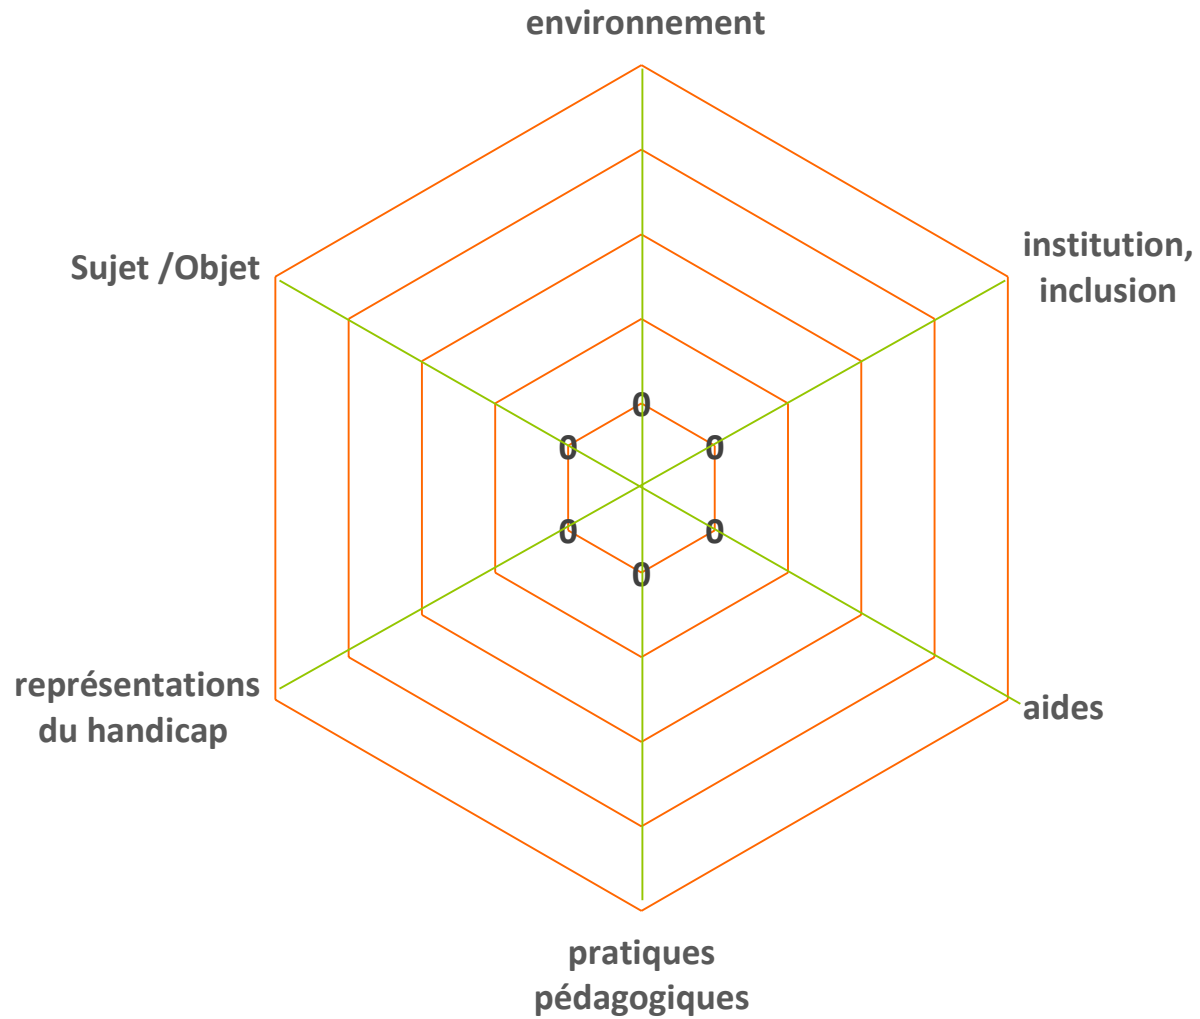 environnement
Sujet /Objet
institution,
inclusion
0
0
0
0
0
0
représentations
du handicap
aides
pratiques
pédagogiques